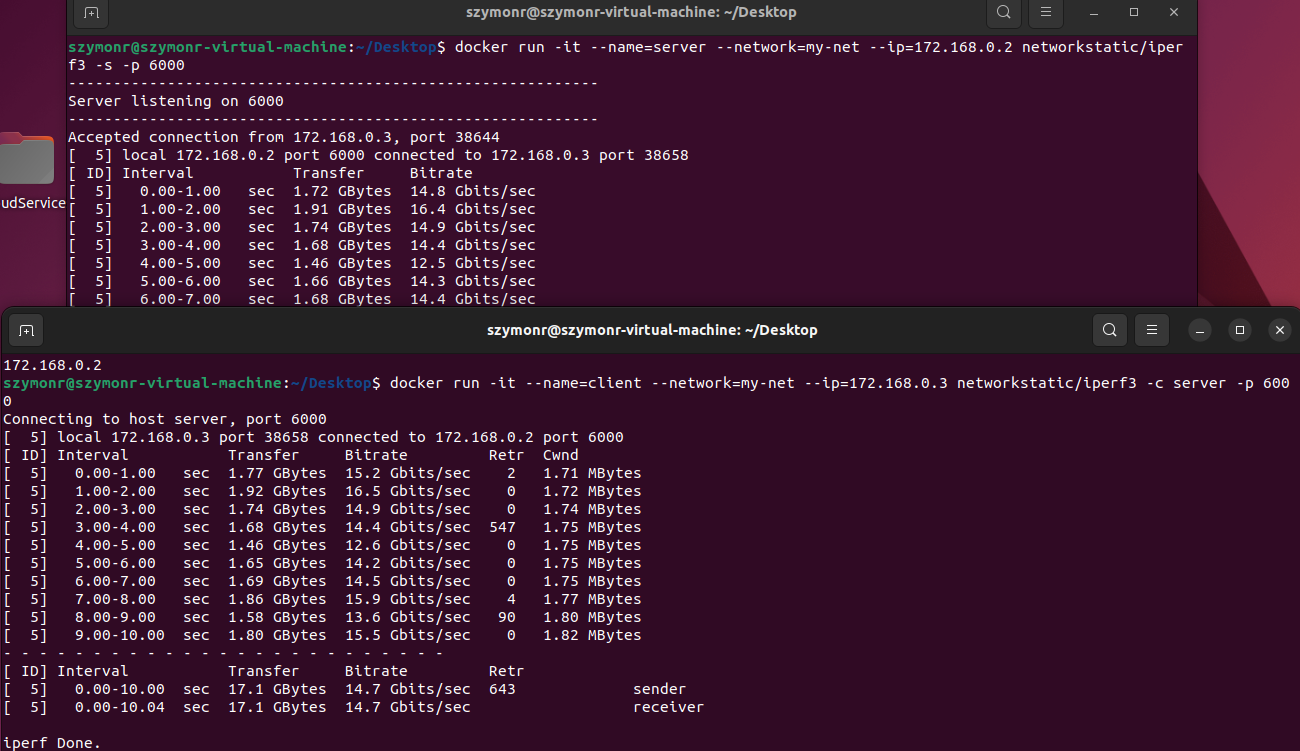 szymonr@szymonr-virtual-machine: ~/Desktop
szymonr@szymonr-virtual-machine:~/Desktop$ docker run -it --name=server --network=my-net --ip=172.168.0.2 networkstatic/iper
f3 -s -p 6000
-----------------------------------------------------------
Server listening on 6000
-----------------------------------------------------------
Accepted connection from 172.168.0.3, port 38644
[  5] local 172.168.0.2 port 6000 connected to 172.168.0.3 port 38658
[ ID] Interval           Transfer     Bitrate
[  5]   0.00-1.00   sec  1.72 GBytes  14.8 Gbits/sec
[  5]   1.00-2.00   sec  1.91 GBytes  16.4 Gbits/sec
[  5]   2.00-3.00   sec  1.74 GBytes  14.9 Gbits/sec
[  5]   3.00-4.00   sec  1.68 GBytes  14.4 Gbits/sec
[  5]   4.00-5.00   sec  1.46 GBytes  12.5 Gbits/sec
[  5]   5.00-6.00   sec  1.66 GBytes  14.3 Gbits/sec
[  5]   6.00-7.00   sec  1.68 GBytes  14.4 Gbits/sec
udService
szymonr@szymonr-virtual-machine: ~/Desktop
172.168.0.2
szymonr@szymonr-virtual-machine:~/Desktop$ docker run -it --name=client --network=my-net --ip=172.168.0.3 networkstatic/iperf3 -c server -p 600
0
Connecting to host server, port 6000
[  5] local 172.168.0.3 port 38658 connected to 172.168.0.2 port 6000
[ ID] Interval           Transfer     Bitrate         Retr  Cwnd
[  5]   0.00-1.00   sec  1.77 GBytes  15.2 Gbits/sec    2   1.71 MBytes
[  5]   1.00-2.00   sec  1.92 GBytes  16.5 Gbits/sec    0   1.72 MBytes
[  5]   2.00-3.00   sec  1.74 GBytes  14.9 Gbits/sec    0   1.74 MBytes
[  5]   3.00-4.00   sec  1.68 GBytes  14.4 Gbits/sec  547   1.75 MBytes
[  5]   4.00-5.00   sec  1.46 GBytes  12.6 Gbits/sec    0   1.75 MBytes
[  5]   5.00-6.00   sec  1.65 GBytes  14.2 Gbits/sec    0   1.75 MBytes
[  5]   6.00-7.00   sec  1.69 GBytes  14.5 Gbits/sec    0   1.75 MBytes
[  5]   7.00-8.00   sec  1.86 GBytes  15.9 Gbits/sec    4   1.77 MBytes
[  5]   8.00-9.00   sec  1.58 GBytes  13.6 Gbits/sec   90   1.80 MBytes
[  5]   9.00-10.00  sec  1.80 GBytes  15.5 Gbits/sec    0   1.82 MBytes
- - - - - - - - - - - - - - - - - - - - - - - - -
[ ID] Interval           Transfer     Bitrate         Retr
[  5]   0.00-10.00  sec  17.1 GBytes  14.7 Gbits/sec  643             sender
[  5]   0.00-10.04  sec  17.1 GBytes  14.7 Gbits/sec                  receiver
iperf Done.